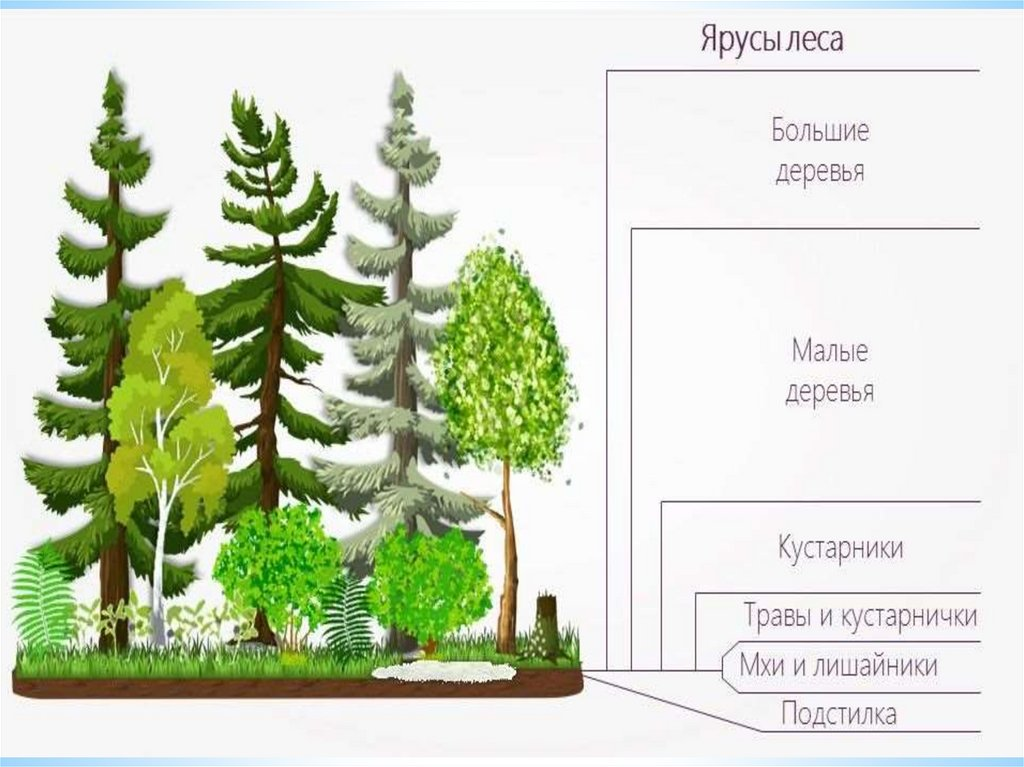 Ярусы леса
Большие
деревья
Малые
деревья
Кустарники
Травы и кустарнички
Мхи и лишайники
Подстилка